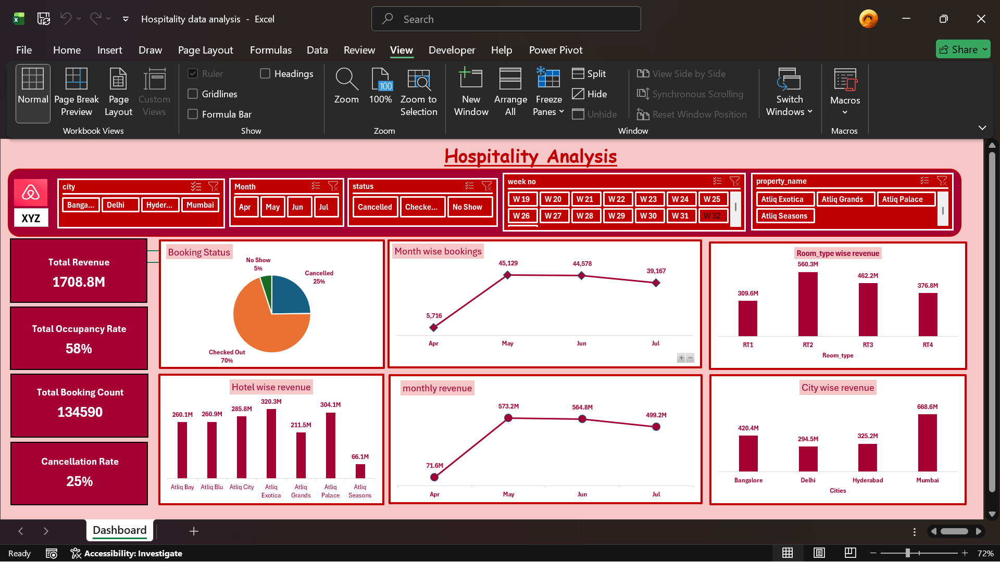 Hospitality data analysis - Excel
Search
File Home Insert Draw Page Layout Formulas Data Review View Developer Help Power Pivot
Share
Normal
Page Break Preview
Page Layout
Custom Views
Workbook Views
Ruler
Headings
Gridlines
Formula Bar
Show
Zoom
100
100%
Zoom to Selection
Zoom
New Window
Arrange All
Freeze Panes
Split
Hide
Unhide
View Side by Side
Synchronous Scrolling
Reset Window Position
Window
Switch Windows
Macros
Macros
Hospitality Analysis
XYZ
city
Banga... Delhi Hyder... Mumbai
Month
Apr May Jun Jul
status
Cancelled Checke... No Show
week no
W 19 W 20 W 21 W 22 W 23 W 24 W 25
W 26 W 27 W 28 W 29 W 30 W 31 W 32
property_name
Atliq Exotica Atliq Grands Atliq Palace
Atliq Seasons
Total Revenue
1708.8M
Total Occupancy Rate
58%
Total Booking Count
134590
Cancellation Rate
25%
Booking Status
No Show
5%
Cancelled
25%
Checked Out
70%
Month wise bookings
45,129
44,578
39,167
5,716
Apr May Jun Jul
Room_type wise revenue
560.3M
462.2M
376.8M
309.6M
RT1 RT2 RT3 RT4
Room_type
Hotel wise revenue
260.1M 260.9M 285.8M 320.3M 211.5M 304.1M 66.1M
Atliq Bay Atliq Blu Atliq City Atliq Exotica Atliq Grands Atliq Palace Atliq Seasons
monthly revenue
573.2M
564.8M
499.2M
71.6M
Apr May Jun Jul
City wise revenue
668.6M
420.4M
294.5M
325.2M
Bangalore Delhi Hyderabad Mumbai
Cities
Dashboard
Ready
Accessibility: Investigate
72%